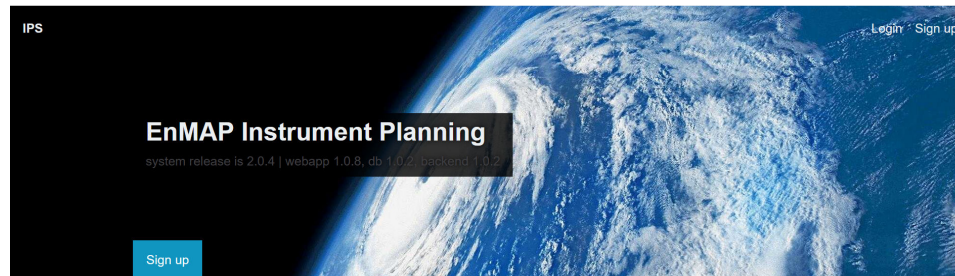 IPS
Login Sign up
EnMAP Instrument Planning
system release is 2.0.4 | webapp 1.0.8, db 1.0.2, backend 1.0.2
Sign up